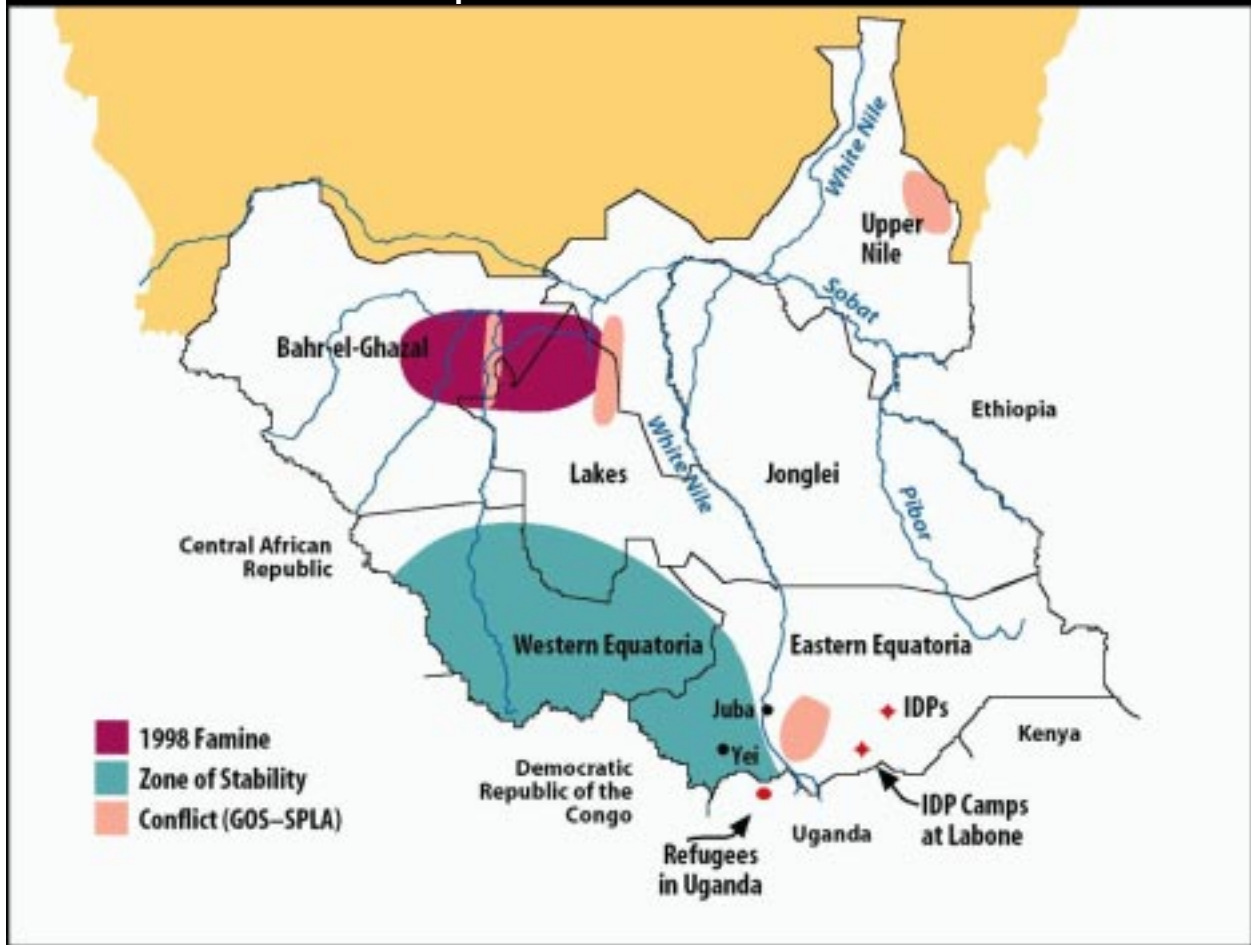 White Nile
Upper
Nile
Sobat
Bahr-el-Ghazal
Ethiopia
White Nile
Lakes
Jonglei
Pibor
Central African
Republic
Western Equatoria
Eastern Equatoria
Juba
IDPs
Yei
Kenya
1998 Famine
Zone of Stability
Conflict (GOS–SPLA)
Democratic
Republic of the
Congo
Uganda
IDP Camps
at Labone
Refugees
in Uganda